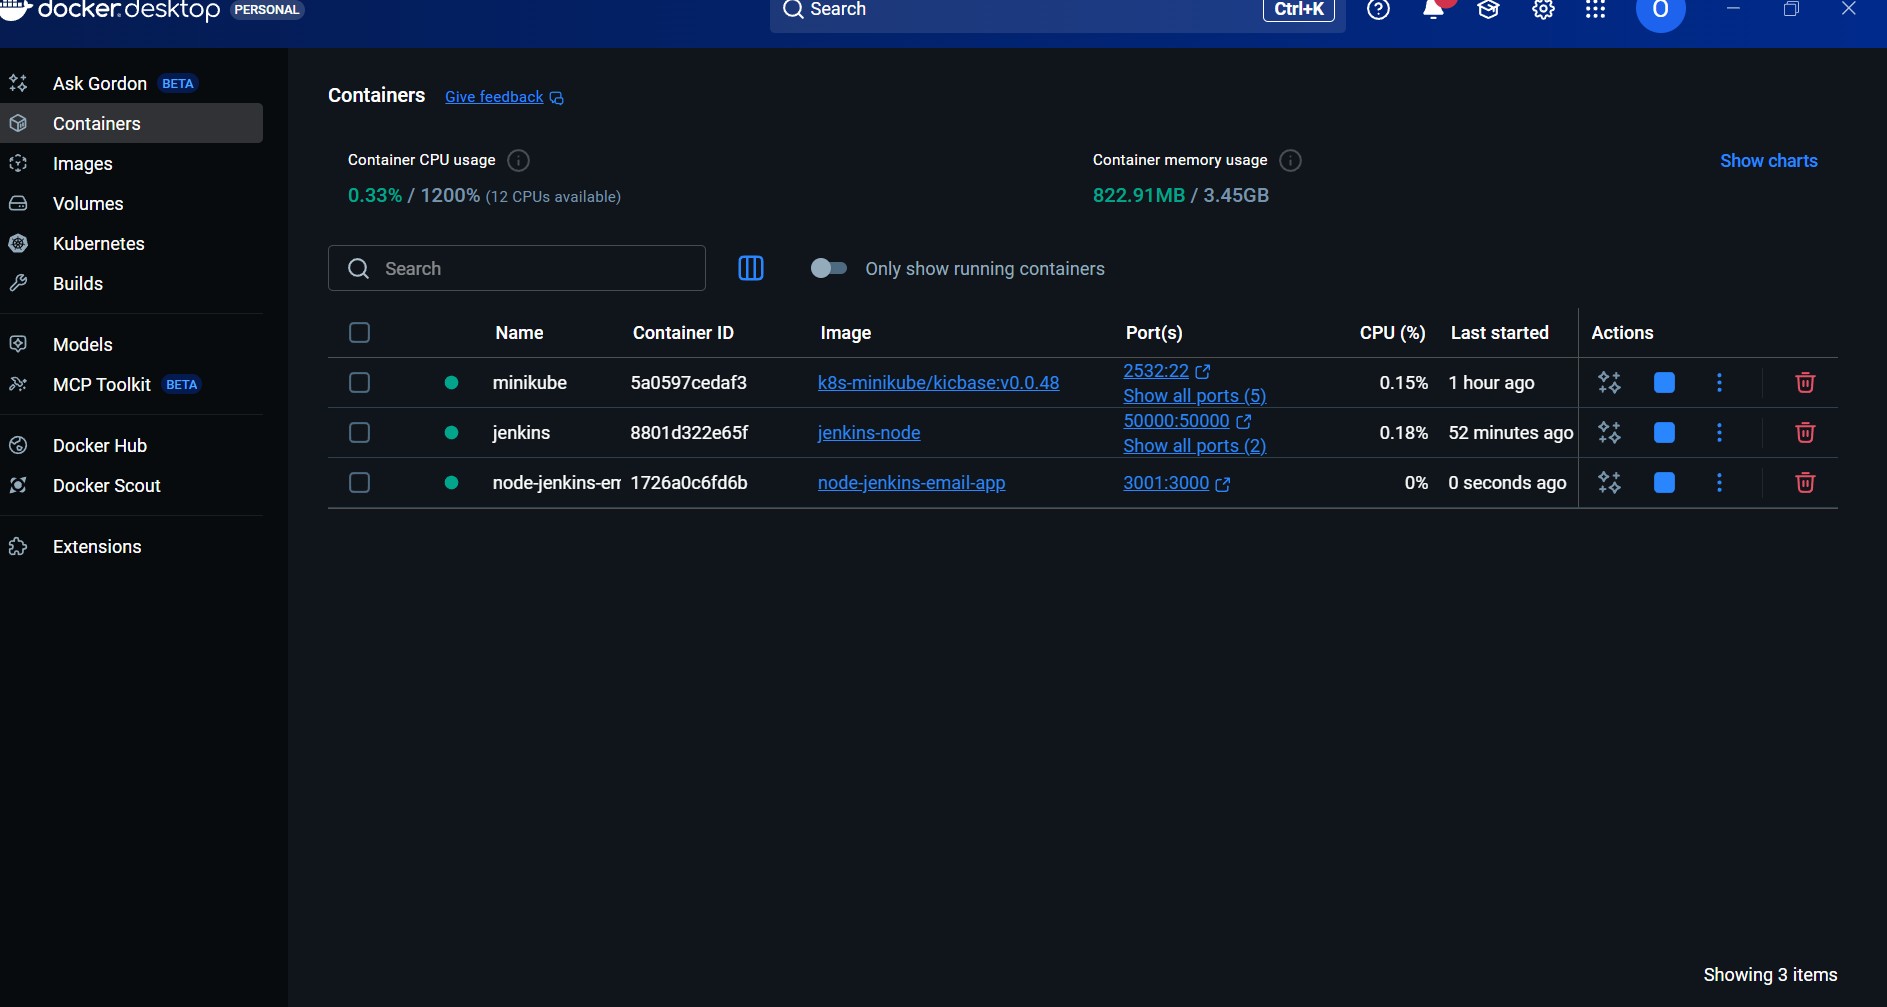 docker.desktop PERSONAL
Search
Ctrl+K
O
Ask Gordon BETA
Containers
Images
Volumes
Kubernetes
Builds
Models
MCP Toolkit BETA
Docker Hub
Docker Scout
Extensions
Containers Give feedback
Container CPU usage
0.33% / 1200% (12 CPUs available)
Container memory usage
822.91MB / 3.45GB
Show charts
Search
Only show running containers
Name Container ID Image Port(s) CPU (%) Last started Actions
minikube 5a0597cedaf3 k8s-minikube/kicbase:v0.0.48 2532:22 0.15% 1 hour ago
Show all ports (5)
jenkins 8801d322e65f jenkins-node 50000:50000 0.18% 52 minutes ago
Show all ports (2)
node-jenkins-em 1726a0c6fd6b node-jenkins-email-app 3001:3000 0% 0 seconds ago
Showing 3 items